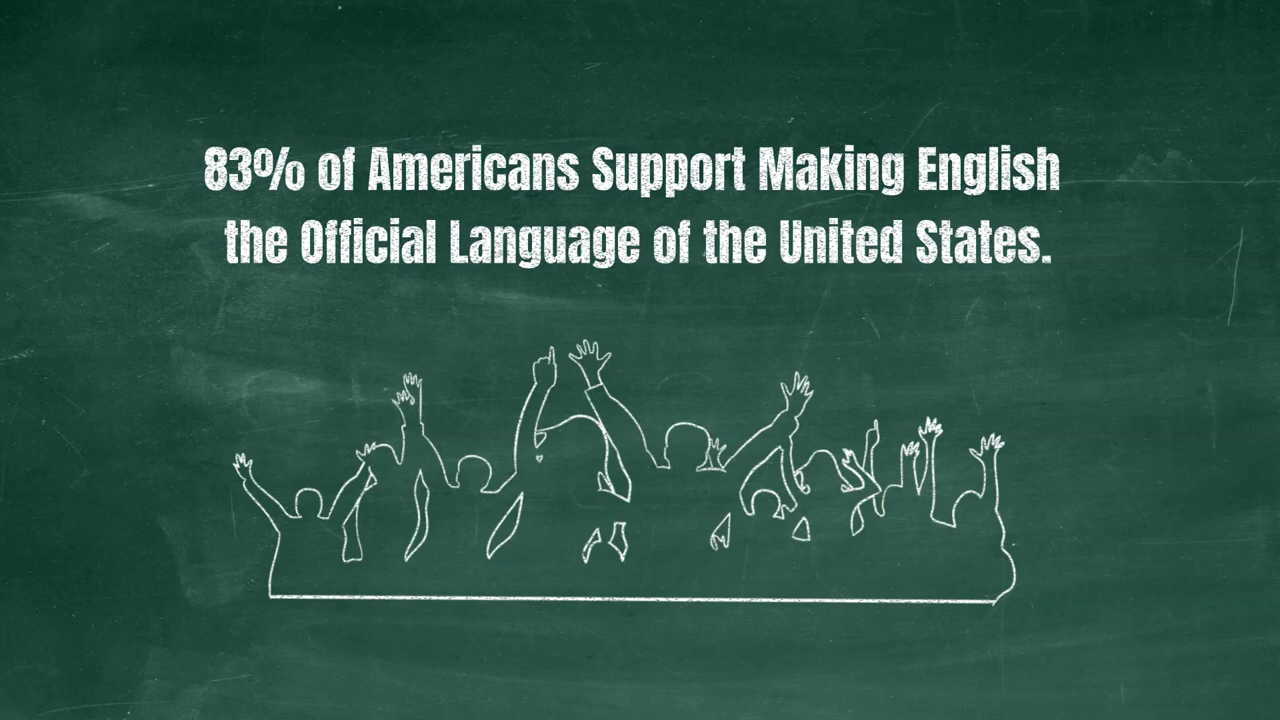 83% of Americans Support Making English
the Official Language of the United States.